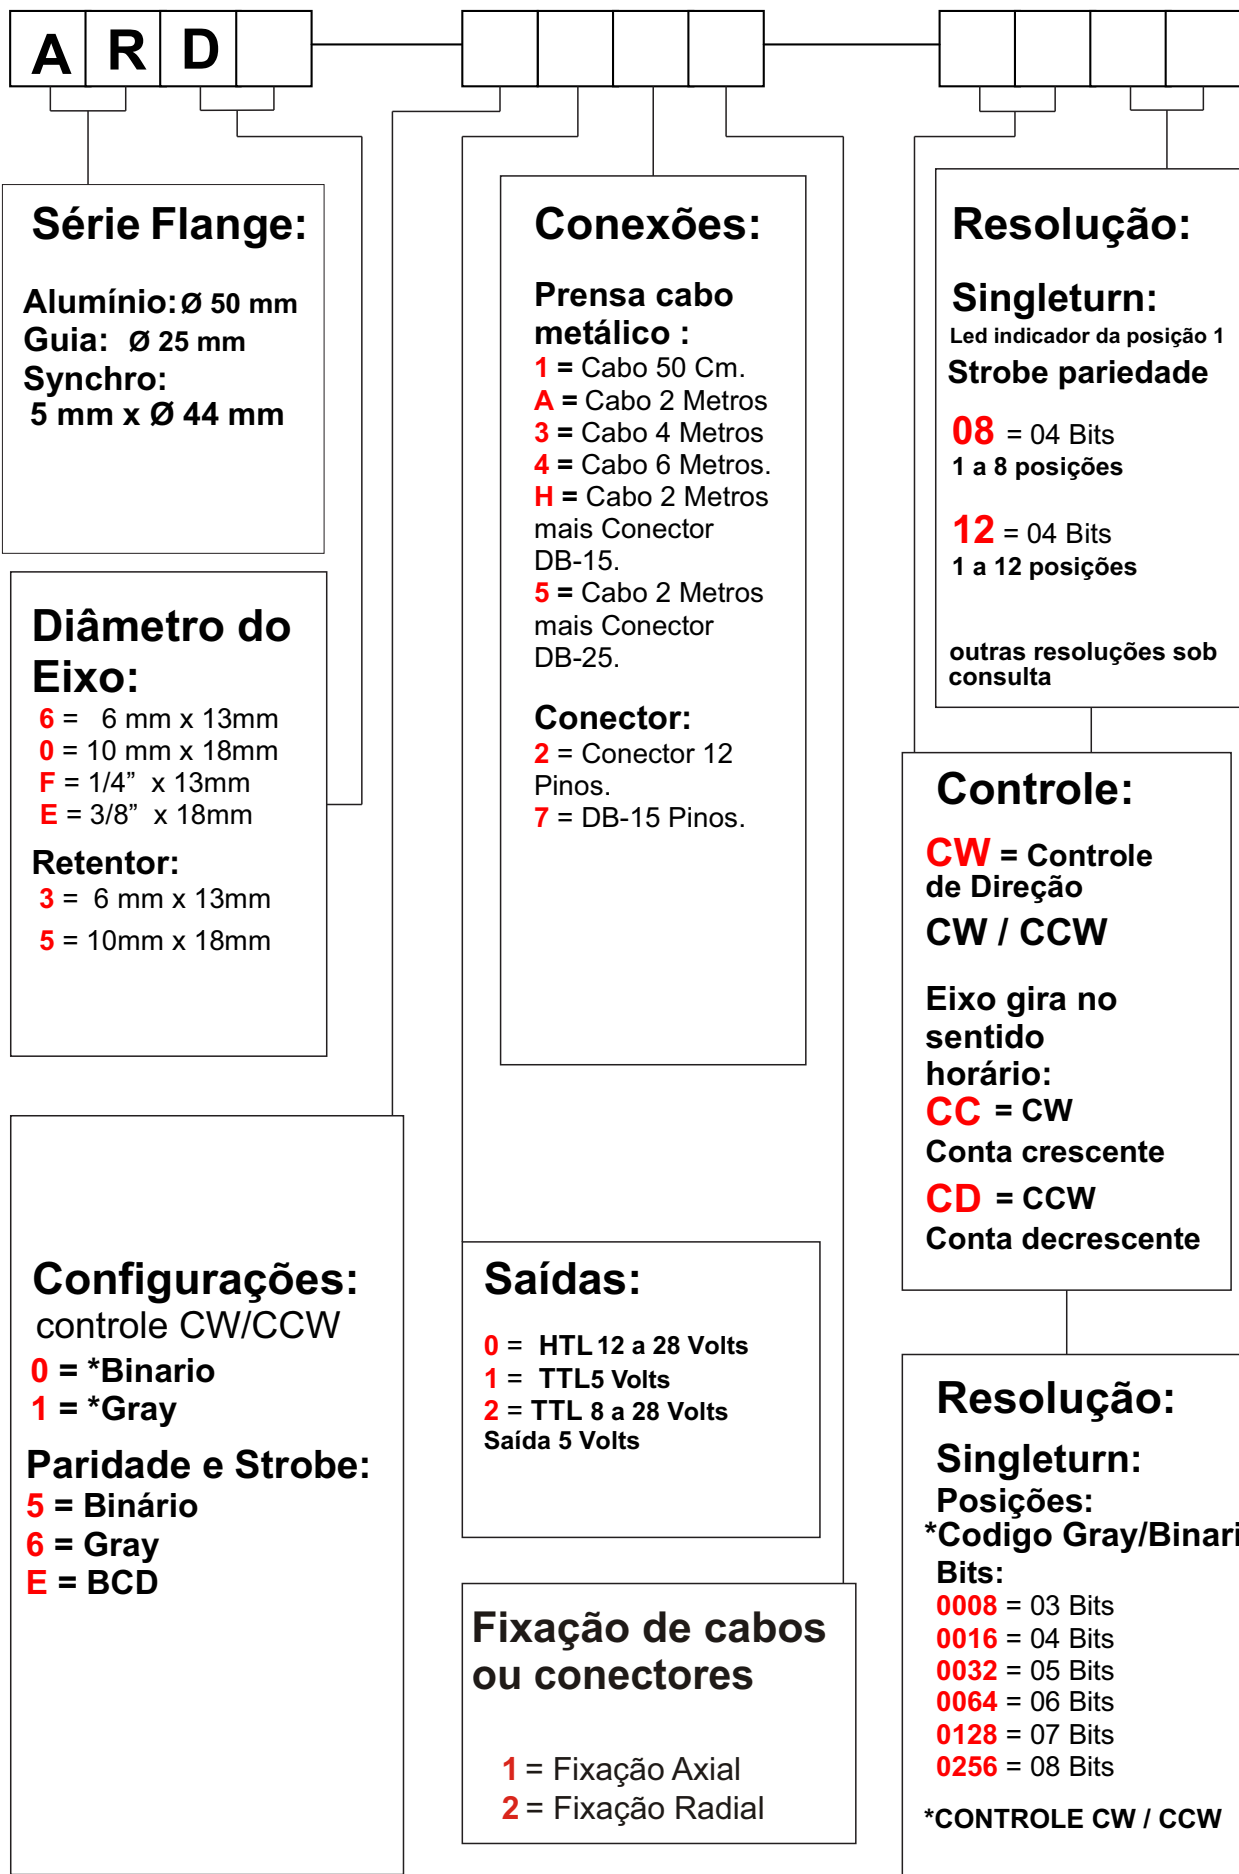 A R D
Série Flange:
Alumínio: Ø 50 mm
Guia: Ø 25 mm
Synchro:
5 mm x Ø 44 mm
Diâmetro do
Eixo:
6 = 6 mm x 13mm
0 = 10 mm x 18mm
F = 1/4” x 13mm
E = 3/8” x 18mm
Retentor:
3 = 6 mm x 13mm
5 = 10mm x 18mm
Configurações:
controle CW/CCW
0 = *Binario
1 = *Gray
Paridade e Strobe:
5 = Binário
6 = Gray
E = BCD
Conexões:
Prensa cabo
metálico :
1 = Cabo 50 Cm.
A = Cabo 2 Metros
3 = Cabo 4 Metros
4 = Cabo 6 Metros.
H = Cabo 2 Metros
mais Conector
DB-15.
5 = Cabo 2 Metros
mais Conector
DB-25.
Conector:
2 = Conector 12
Pinos.
7 = DB-15 Pinos.
Saídas:
0 = HTL 12 a 28 Volts
1 = TTL5 Volts
2 = TTL 8 a 28 Volts
Saída 5 Volts
Fixação de cabos
ou conectores
1 = Fixação Axial
2 = Fixação Radial
Resolução:
Singleturn:
Led indicador da posição 1
Strobe pariedade
08 = 04 Bits
1 a 8 posições
12 = 04 Bits
1 a 12 posições
outras resoluções sob
consulta
Controle:
CW = Controle
de Direção
CW / CCW
Eixo gira no
sentido
horário:
CC = CW
Conta crescente
CD = CCW
Conta decrescente
Resolução:
Singleturn:
Posições:
*Codigo Gray/Binari
Bits:
0008 = 03 Bits
0016 = 04 Bits
0032 = 05 Bits
0064 = 06 Bits
0128 = 07 Bits
0256 = 08 Bits
*CONTROLE CW / CCW